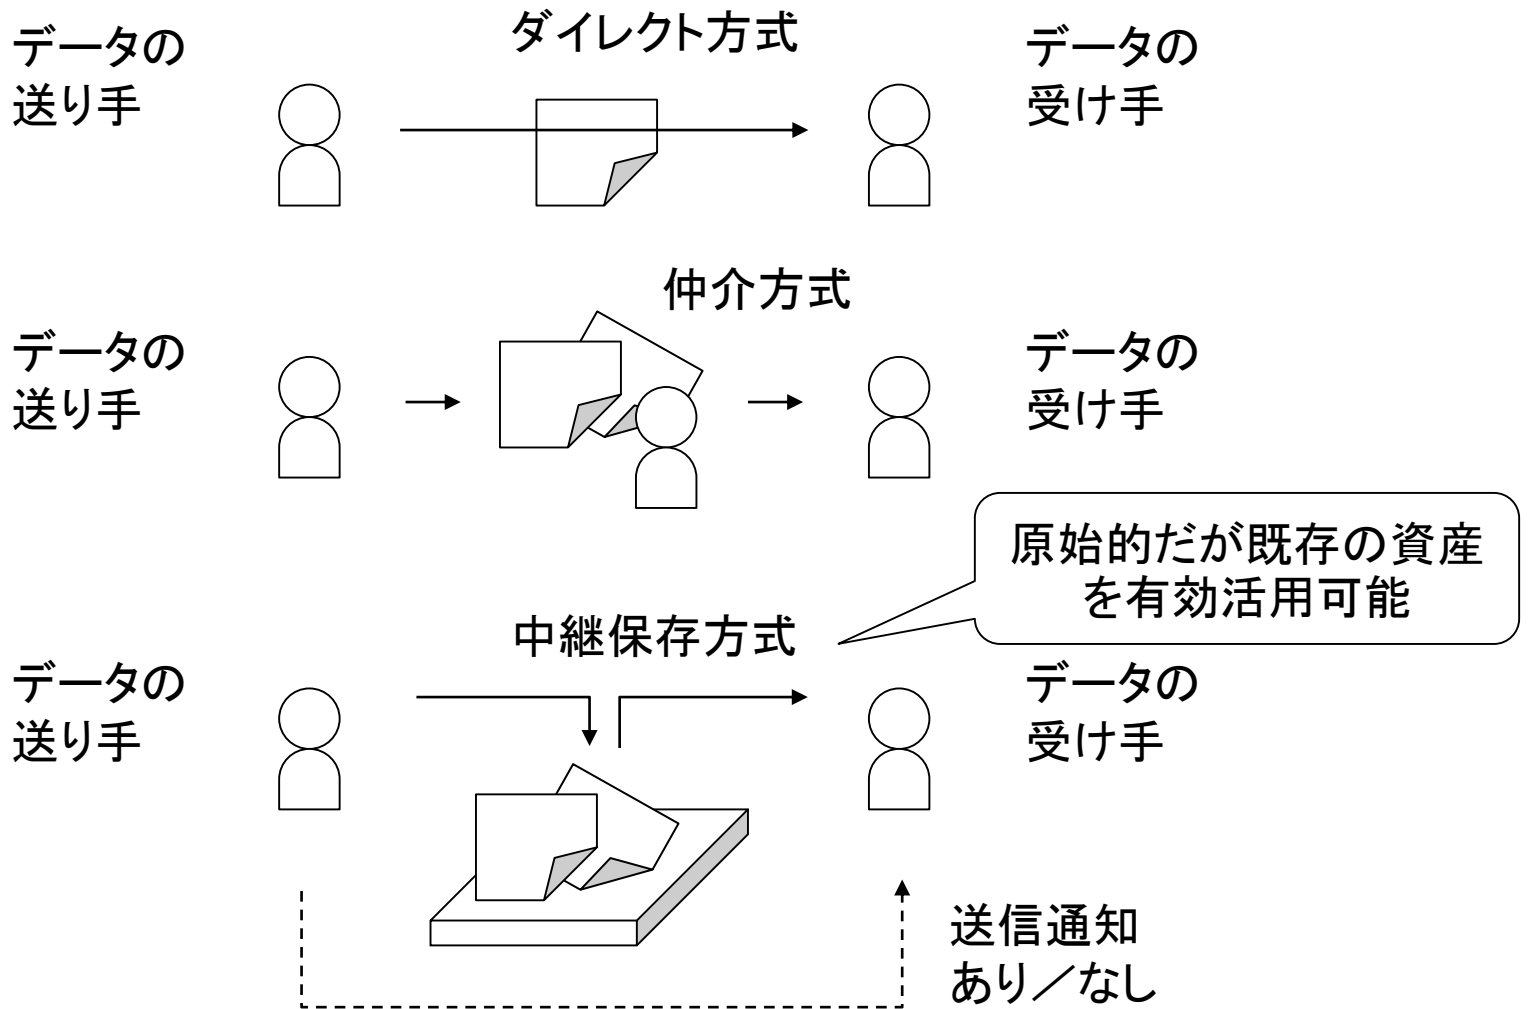 ダイレクト方式
データの
送り手
データの
受け手
仲介方式
データの
送り手
データの
受け手
原始的だが既存の資産
を有効活用可能
中継保存方式
データの
送り手
データの
受け手
送信通知
あり／なし